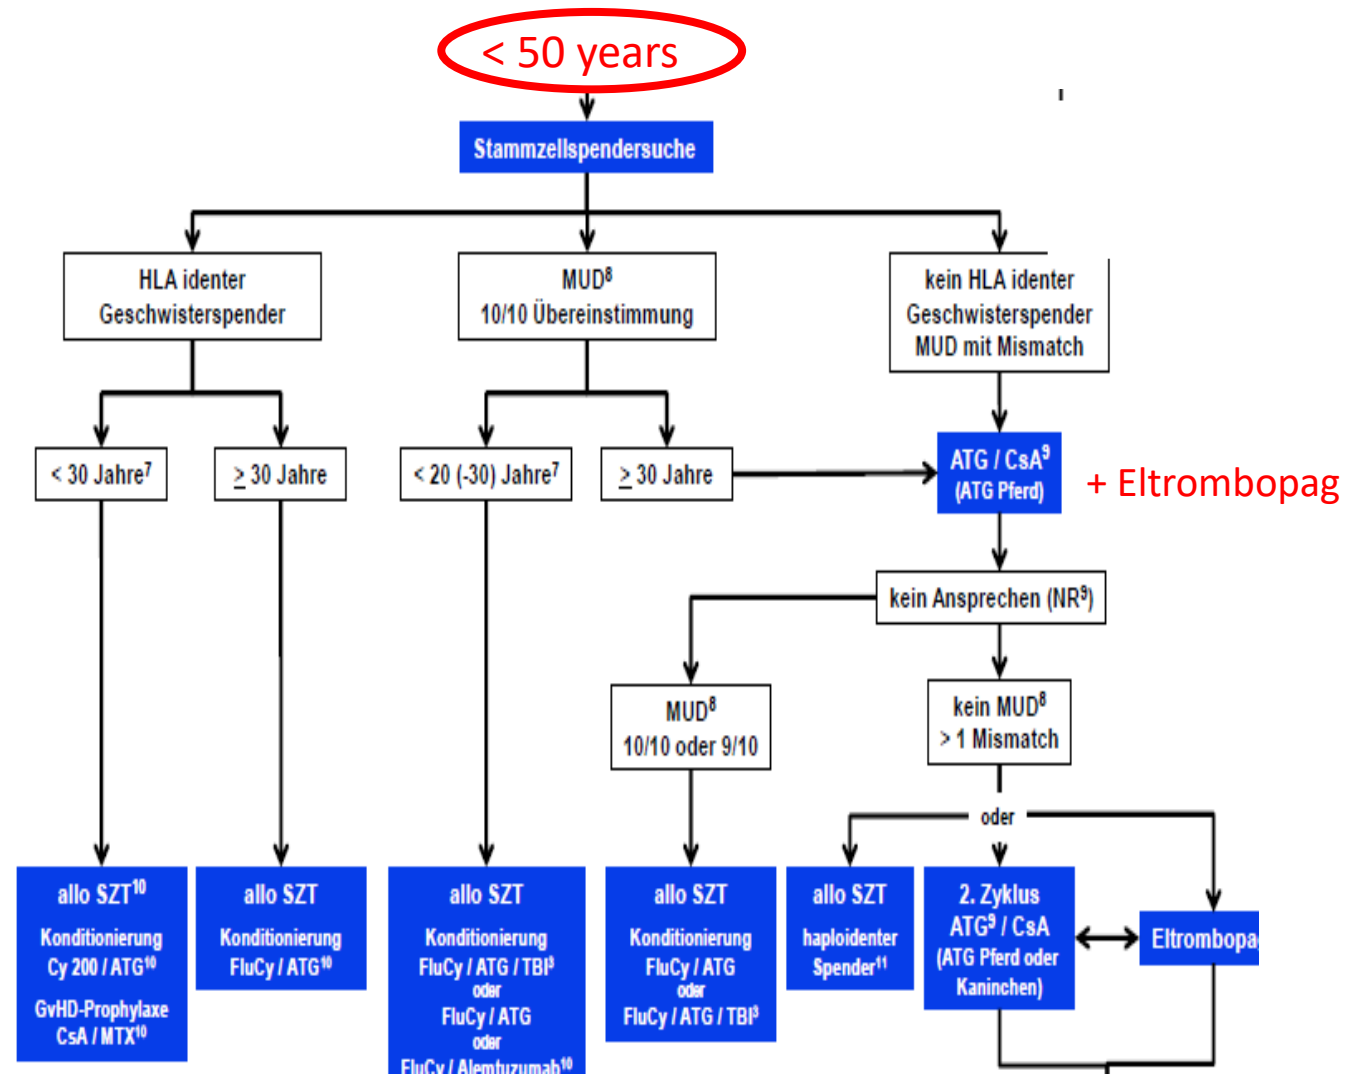 < 50 years
Stammzellspendersuche
HLA identer
Geschwisterspender
MUD⁸
10/10 Übereinstimmung
kein HLA identer
Geschwisterspender
MUD mit Mismatch
< 30 Jahre⁷
≥ 30 Jahre
< 20 (-30) Jahre⁷
≥ 30 Jahre
ATG / CsA⁹
(ATG Pferd)
+ Eltrombopag
kein Ansprechen (NR⁹)
MUD⁸
10/10 oder 9/10
kein MUD⁸
> 1 Mismatch
oder
allo SZT¹⁰
Konditionierung
Cy 200 / ATG¹⁰
GvHD-Prophylaxe
CsA / MTX¹⁰
allo SZT
Konditionierung
FluCy / ATG¹⁰
allo SZT
Konditionierung
FluCy / ATG / TBI³
oder
FluCy / ATG
oder
FluCy / Alemtuzumab¹⁰
allo SZT
Konditionierung
FluCy / ATG
oder
FluCy / ATG / TBI³
allo SZT
haploidenter
Spender¹¹
2. Zyklus
ATG⁹ / CsA
(ATG Pferd oder
Kaninchen)
Eltrombopa